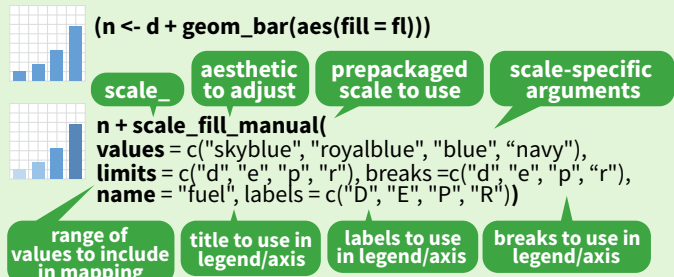 (n <- d + geom_bar(aes(fill = fl)))
scale_
aesthetic
to adjust
prepackaged
scale to use
scale-specific
arguments
n + scale_fill_manual(
values = c("skyblue", "royalblue", "blue", “navy"),
limits = c("d", "e", "p", "r"), breaks =c("d", "e", "p", “r"),
name = "fuel", labels = c("D", "E", "P", "R"))
range of
values to include
in mapping
title to use in
legend/axis
labels to use
in legend/axis
breaks to use in
legend/axis